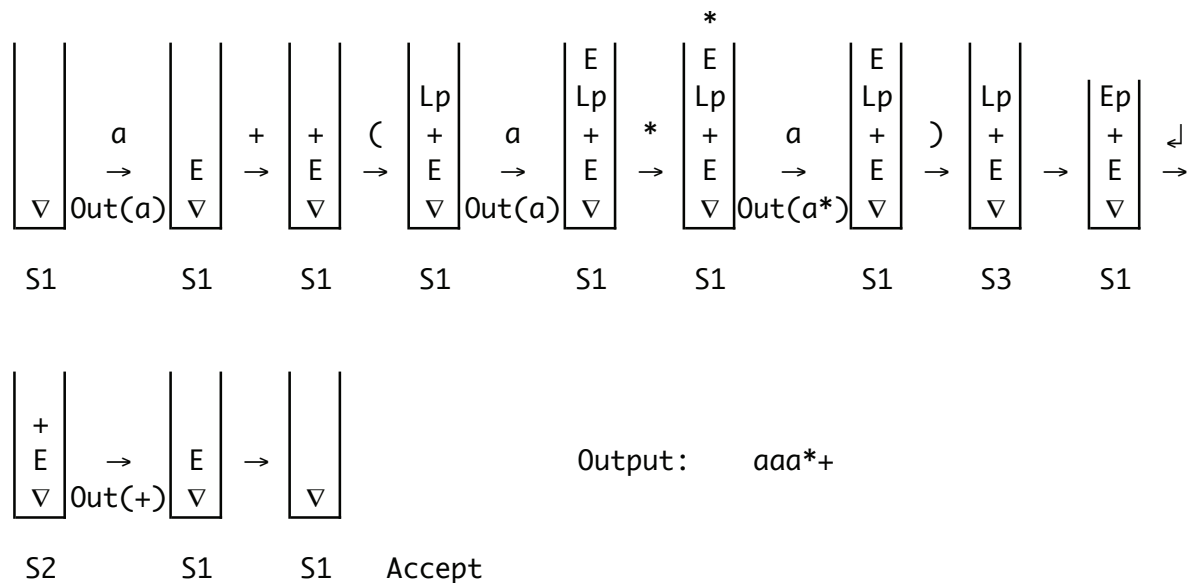 *
E E E
Lp Lp Lp Lp Lp Ep
a + + ( + a + * + a + ) + + ↵
→ E → E → E → E → E → E → E → E →
∇ Out(a) ∇ ∇ ∇ Out(a) ∇ ∇ Out(a*) ∇ ∇ ∇
S1 S1 S1 S1 S1 S1 S1 S3 S1
+
E → E → Output: aaa*+
∇ Out(+) ∇ ∇
S2 S1 S1 Accept